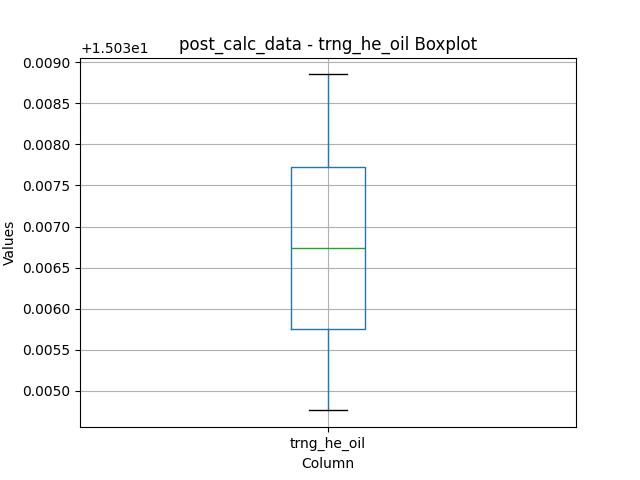 post_calc_data - trng_he_oil Boxplot
+1.503e1
0.0090
0.0085
0.0080
0.0075
0.0070
0.0065
0.0060
0.0055
0.0050
Values
trng_he_oil
Column